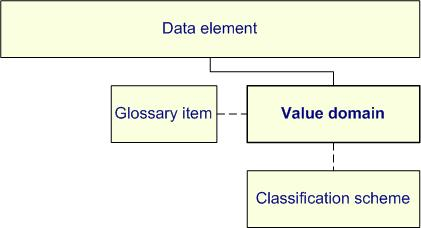 Data element
Glossary item
Value domain
Classification scheme